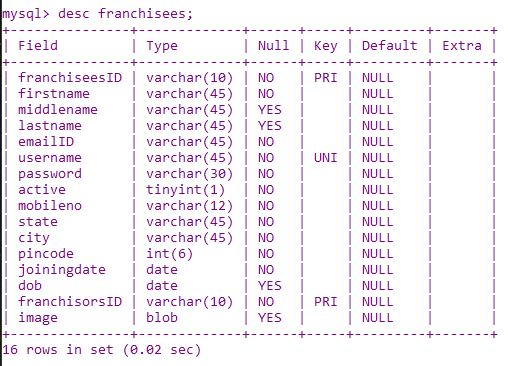 mysql> desc franchisees;
+---------------+-------------+------+-----+---------+-------+
| Field         | Type        | Null | Key | Default | Extra |
+---------------+-------------+------+-----+---------+-------+
| franchiseesID | varchar(10) | NO   | PRI | NULL    |       |
| firstname     | varchar(45) | NO   |     | NULL    |       |
| middlename    | varchar(45) | YES  |     | NULL    |       |
| lastname      | varchar(45) | YES  |     | NULL    |       |
| emailID       | varchar(45) | NO   |     | NULL    |       |
| username      | varchar(45) | NO   | UNI | NULL    |       |
| password      | varchar(30) | NO   |     | NULL    |       |
| active        | tinyint(1)  | NO   |     | NULL    |       |
| mobileno      | varchar(12) | NO   |     | NULL    |       |
| state         | varchar(45) | NO   |     | NULL    |       |
| city          | varchar(45) | NO   |     | NULL    |       |
| pincode       | int(6)      | NO   |     | NULL    |       |
| joiningdate   | date        | NO   |     | NULL    |       |
| dob           | date        | YES  |     | NULL    |       |
| franchisorsID | varchar(10) | NO   | PRI | NULL    |       |
| image         | blob        | YES  |     | NULL    |       |
+---------------+-------------+------+-----+---------+-------+
16 rows in set (0.02 sec)